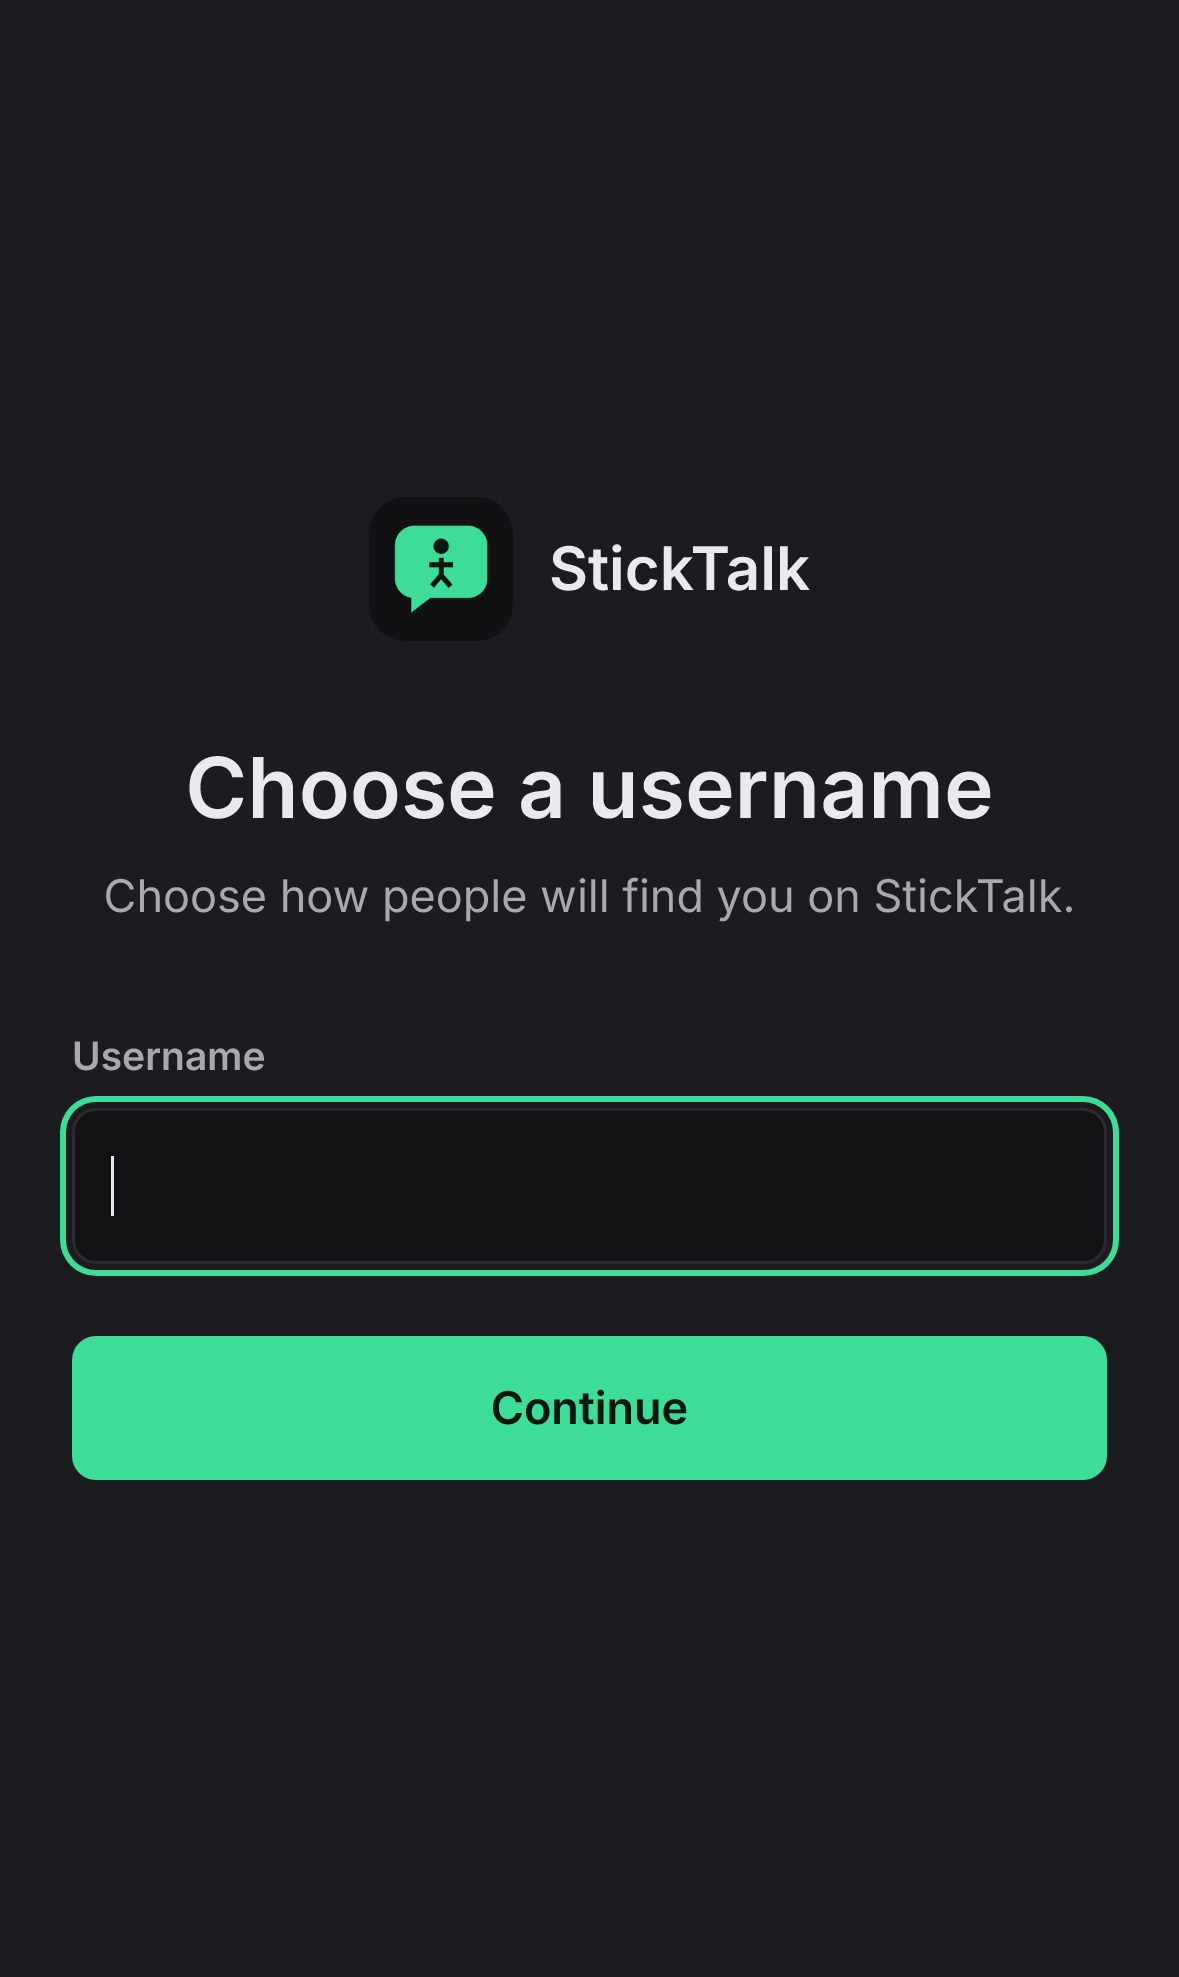 StickTalk
Choose a username
Choose how people will find you on StickTalk.
Username
Continue